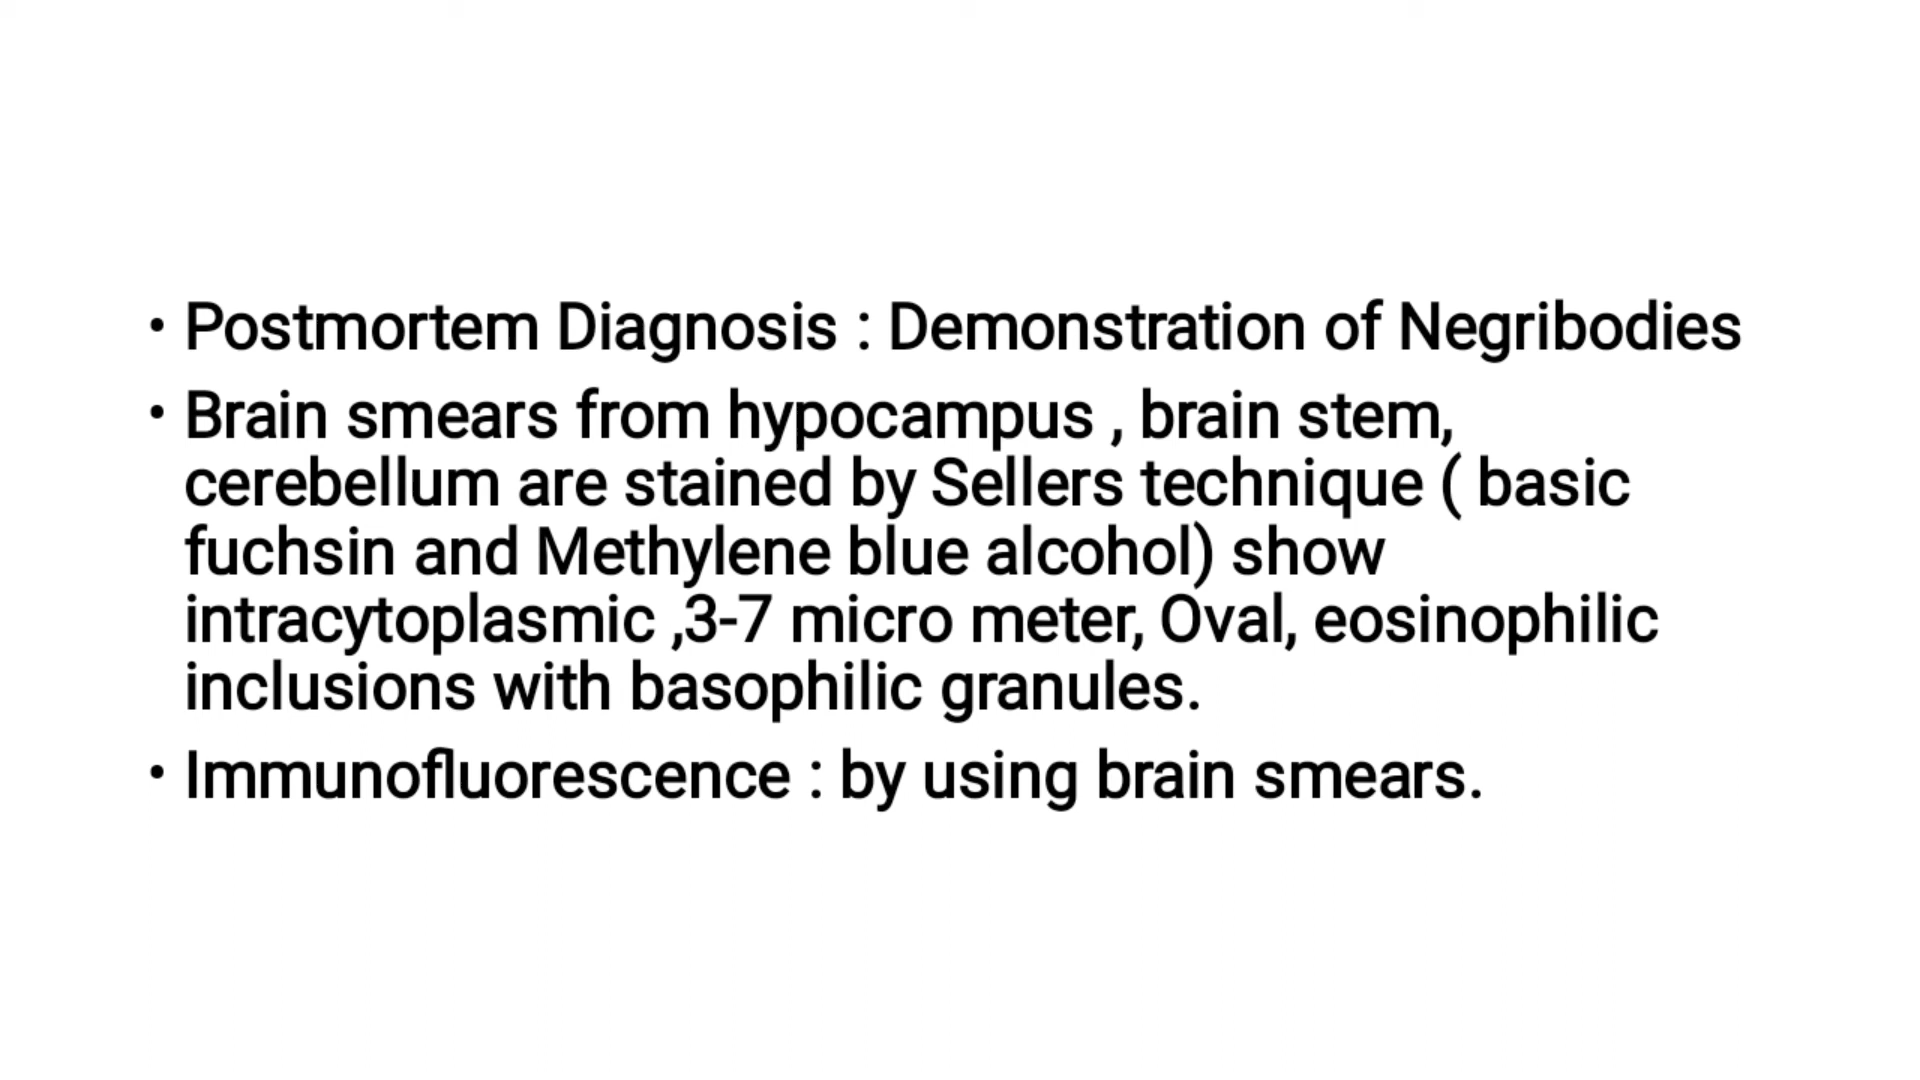 • Postmortem Diagnosis : Demonstration of Negribodies
• Brain smears from hypocampus , brain stem,
cerebellum are stained by Sellers technique ( basic
fuchsin and Methylene blue alcohol) show
intracytoplasmic ,3-7 micro meter, Oval, eosinophilic
inclusions with basophilic granules.
• Immunofluorescence : by using brain smears.